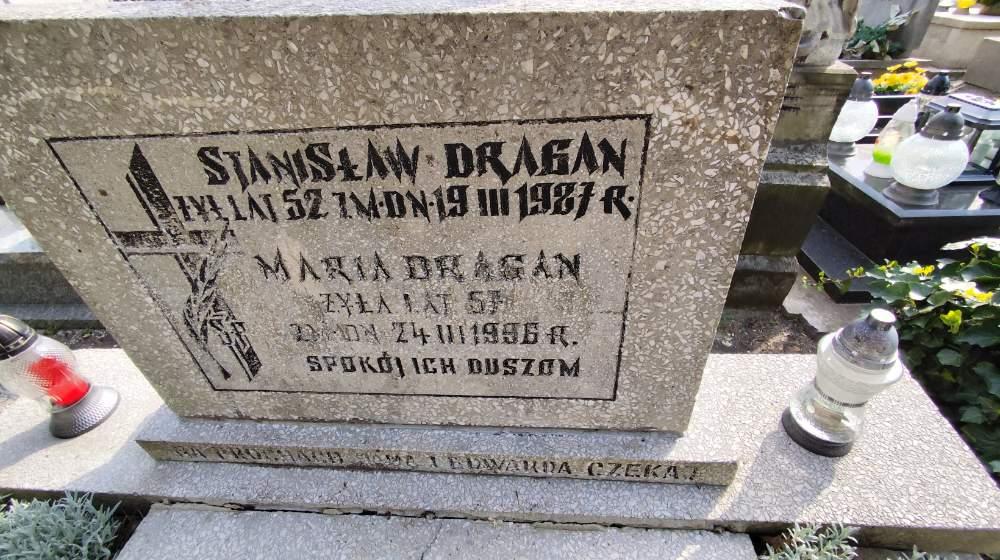 STANISŁAW DRAGAN
ŻYŁ LAT 52 ZM·DN·19 III 1987 R.
MARIA DRAGAN
ŻYŁA LAT 57
ZM·DN 24 III 1996 R.
SPOKÓJ ICH DUSZOM
I EDWARDA CZEKAJ